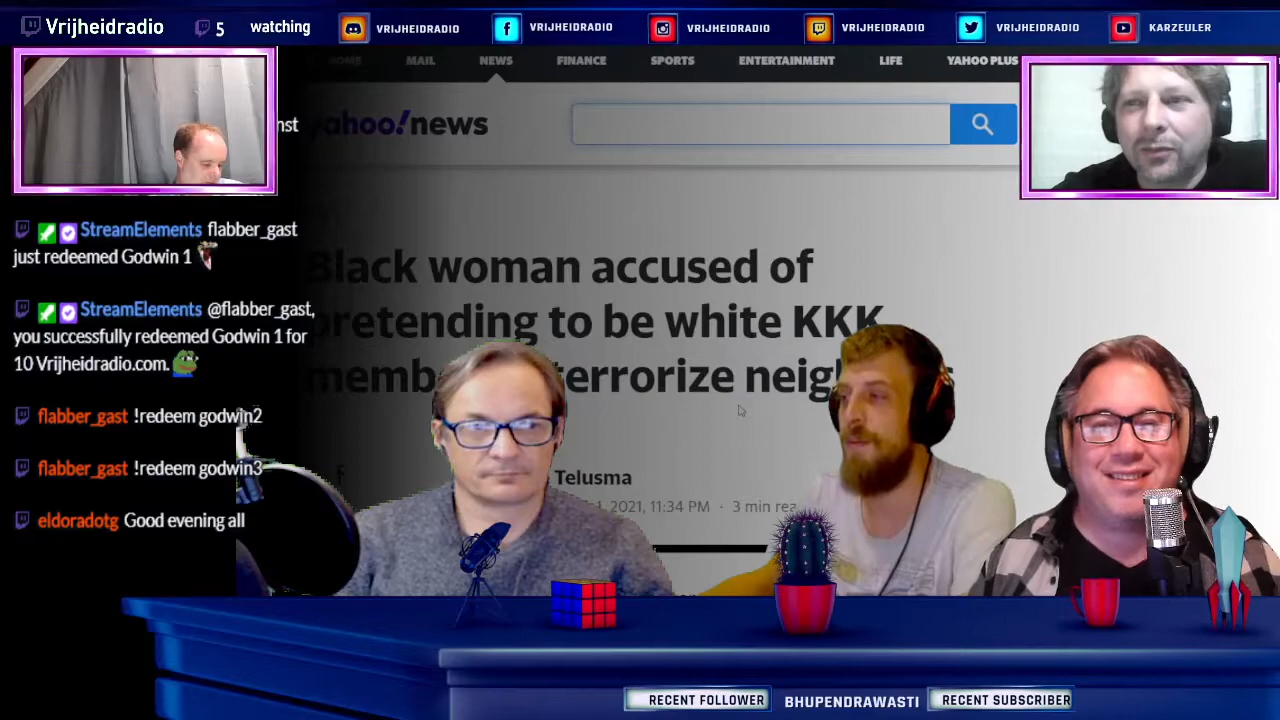 Vrijheidradio
5
watching
VRIJHEIDRADIO
VRIJHEIDRADIO
VRIJHEIDRADIO
VRIJHEIDRADIO
VRIJHEIDRADIO
KARZEULER
HOME
MAIL
NEWS
FINANCE
SPORTS
ENTERTAINMENT
LIFE
YAHOO PLUS
yahoo!news
nst
StreamElements flabber_gast
just redeemed Godwin 1
StreamElements @flabber_gast,
you successfully redeemed Godwin 1 for
10 Vrijheidradio.com.
flabber_gast !redeem godwin2
flabber_gast !redeem godwin3
eldoradotg Good evening all
Black woman accused of
pretending to be white KKK
terrorize
Telusma
2021, 11:34 PM · 3 min
RECENT FOLLOWER
BHUPENDRAWASTI
RECENT SUBSCRIBER